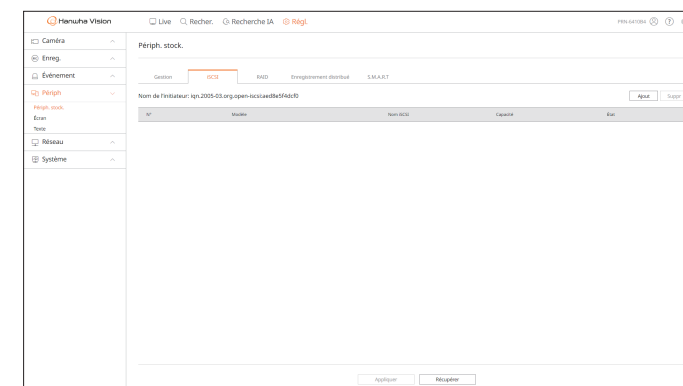 Hanwha Vision
Live Recher. Recherche IA Régl.
PRN-6410B4
Caméra
Périph. stock.
Enreg.
Événement
Gestion iSCSI RAID Enregistrement distribut S.M.A.R.T
Périph
Nom de l'initiateur: iqn.2005-03.org.open-iscsi:aed8e5f4dcf0 Ajout Suppr
Périph. stock.
Écran
N° Modèle Nom iSCSI Capacité État
Texte
Réseau
Système
Appliquer Récupérer